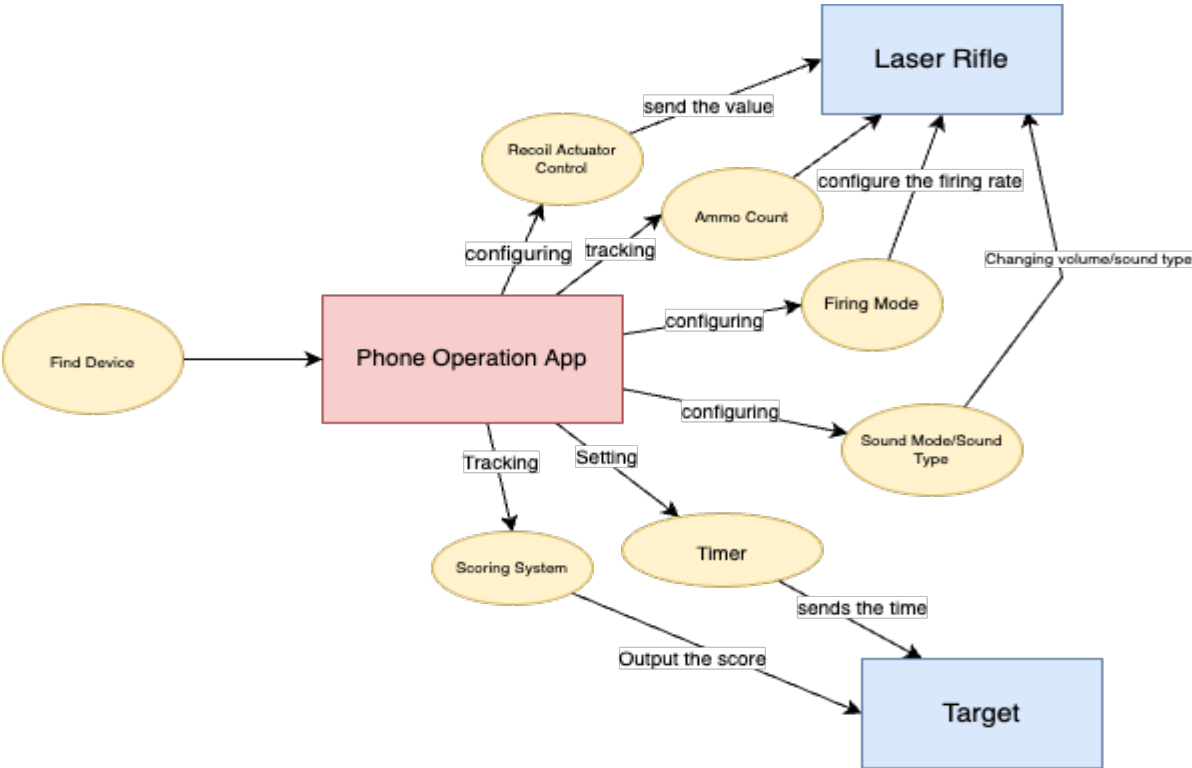 Laser Rifle
send the value
Recoil Actuator
Control
configure the firing rate
Ammo Count
configuring
tracking
Changing volume/sound type
Firing Mode
configuring
Find Device
Phone Operation App
configuring
Sound Mode/Sound
Type
Tracking
Setting
Timer
Scoring System
sends the time
Output the score
Target